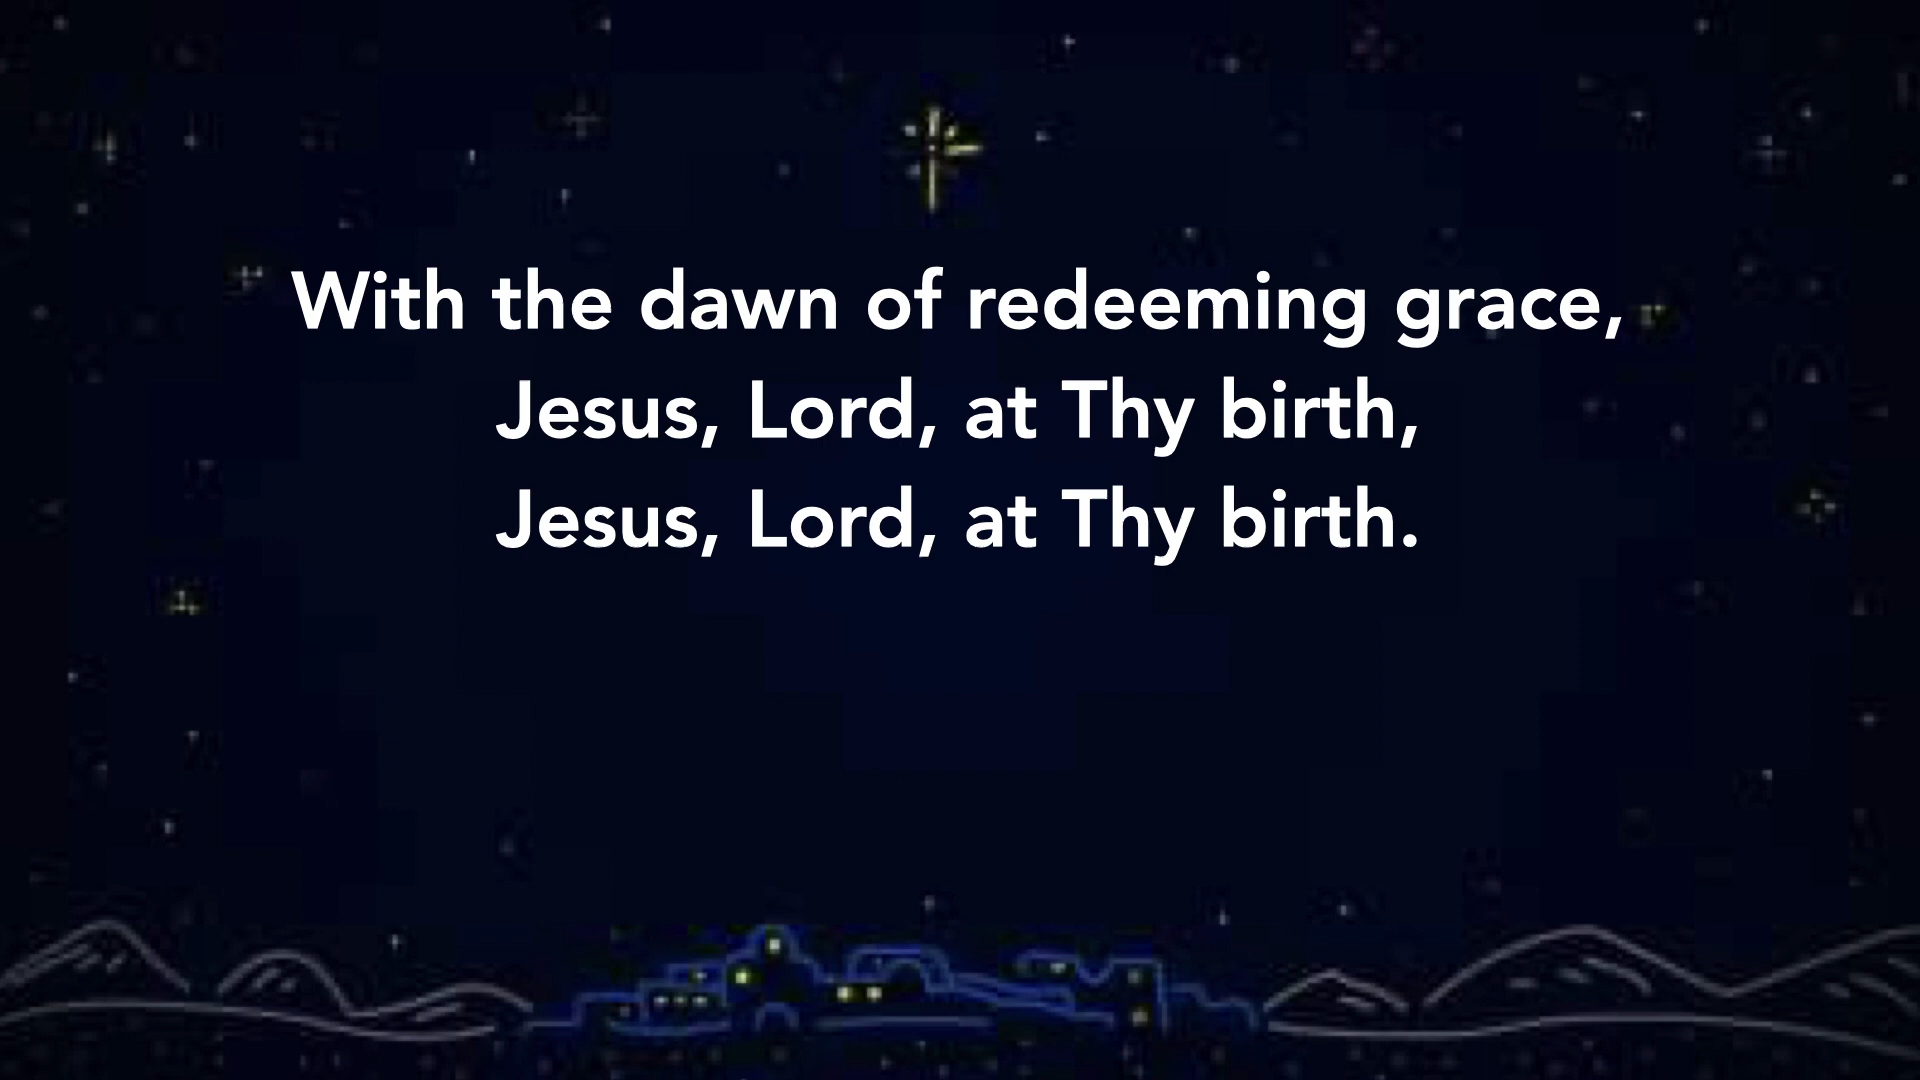 With the dawn of redeeming grace,
Jesus, Lord, at Thy birth,
Jesus, Lord, at Thy birth.